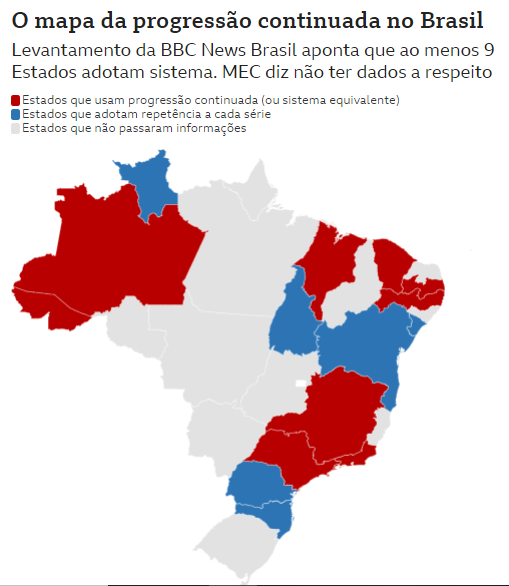 O mapa da progressão continuada no Brasil
Levantamento da BBC News Brasil aponta que ao menos 9
Estados adotam sistema. MEC diz não ter dados a respeito
Estados que usam progressão continuada (ou sistema equivalente)
Estados que adotam repetência a cada série
Estados que não passaram informações